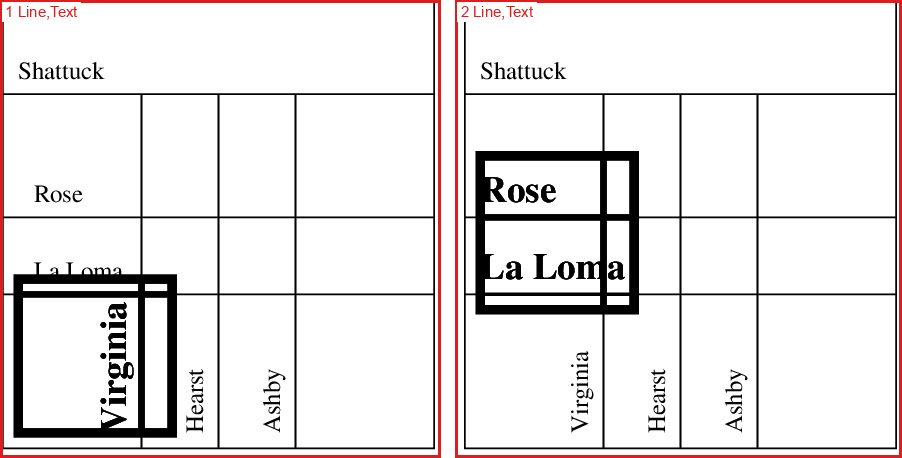 1 Line,Text
Shattuck
Rose
La Loma
Virginia
Hearst
Ashby
2 Line,Text
Shattuck
Rose
La Loma
Virginia
Hearst
Ashby